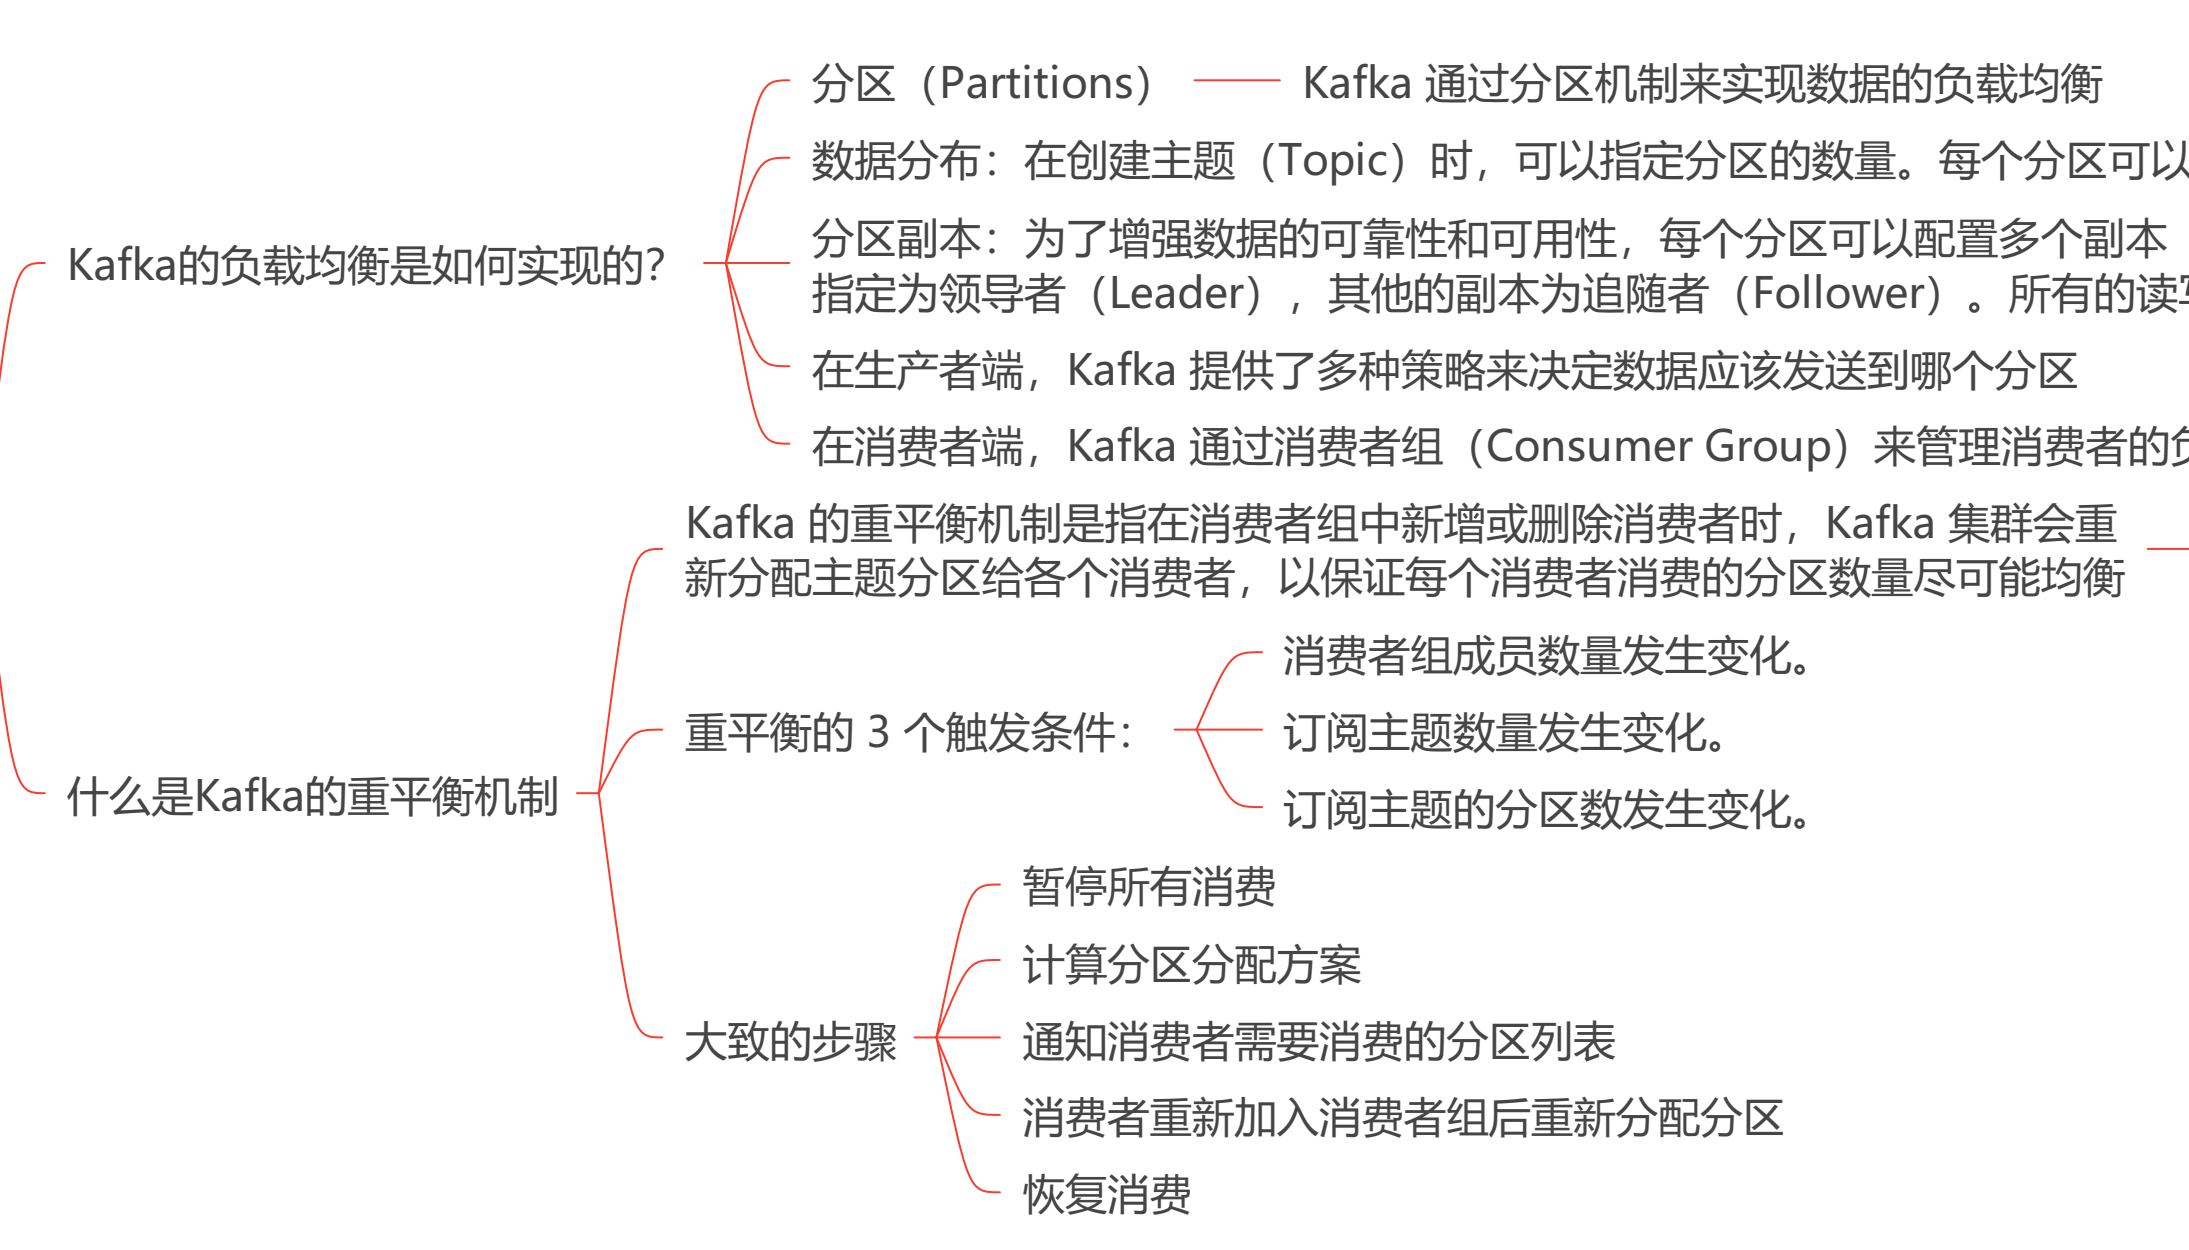 分区（Partitions）
Kafka 通过分区机制来实现数据的负载均衡
数据分布：在创建主题（Topic）时，可以指定分区的数量。每个分区可以
Kafka的负载均衡是如何实现的？
分区副本：为了增强数据的可靠性和可用性，每个分区可以配置多个副本
指定为领导者（Leader），其他的副本为追随者（Follower）。所有的读
在生产者端，Kafka 提供了多种策略来决定数据应该发送到哪个分区
在消费者端，Kafka 通过消费者组（Consumer Group）来管理消费者的
Kafka 的重平衡机制是指在消费者组中新增或删除消费者时，Kafka 集群会重
新分配主题分区给各个消费者，以保证每个消费者消费的分区数量尽可能均衡
什么是Kafka的重平衡机制
重平衡的 3 个触发条件：
消费者组成员数量发生变化。
订阅主题数量发生变化。
订阅主题的分区数发生变化。
大致的步骤
暂停所有消费
计算分区分配方案
通知消费者需要消费的分区列表
消费者重新加入消费者组后重新分配分区
恢复消费